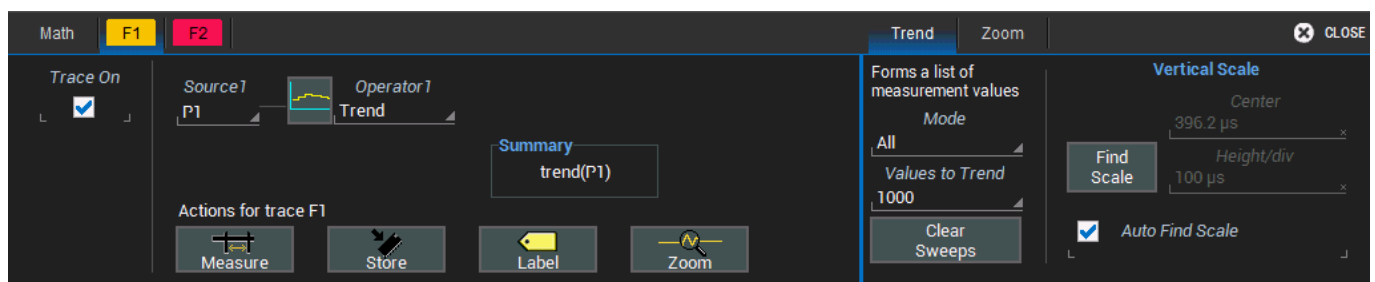 Math
F1
F2
Trend
Zoom
CLOSE
Trace On
Source1
P1
Operator1
Trend
Summary
trend(P1)
Actions for trace F1
Measure
Store
Label
Zoom
Forms a list of
measurement values
Mode
All
Values to Trend
1000
Clear
Sweeps
Vertical Scale
Center
396.2 µs
Find
Scale
Height/div
100 µs
Auto Find Scale